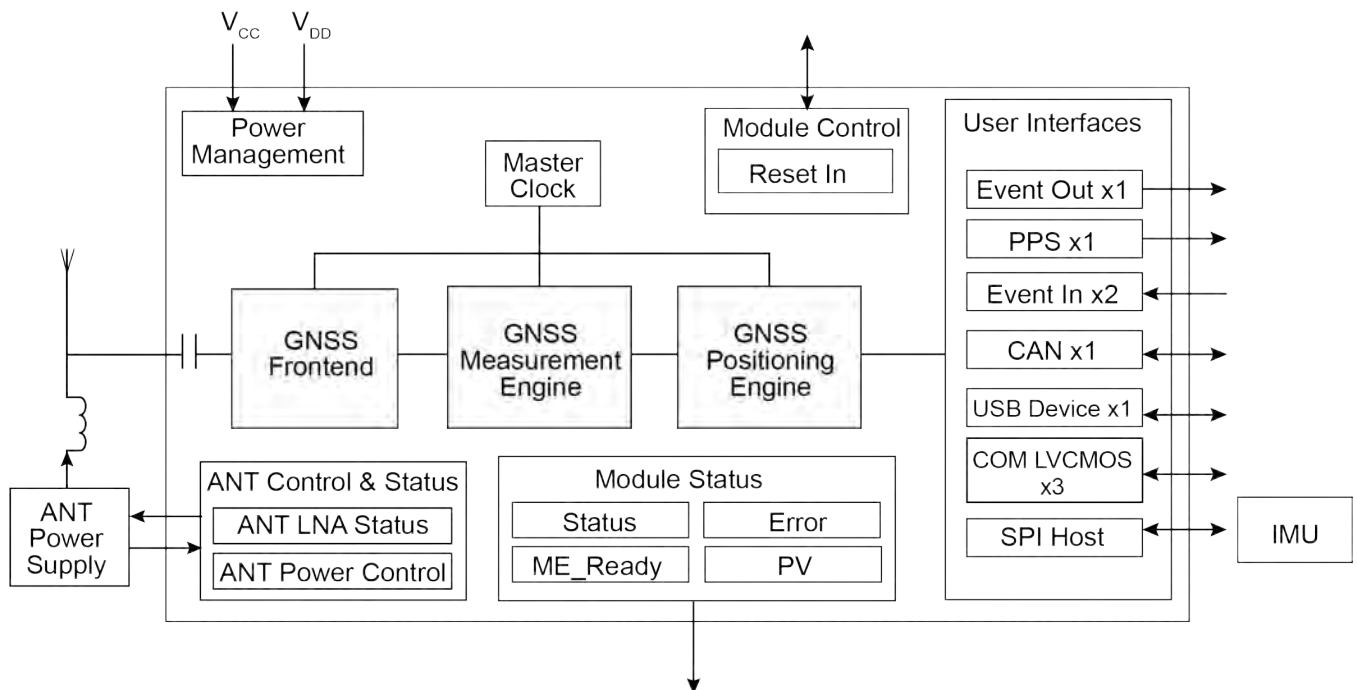 VCC
VDD
Power
Management
Master
Clock
Module Control
Reset In
User Interfaces
Event Out x1
PPS x1
Event In x2
CAN x1
USB Device x1
COM LVCMOS
x3
SPI Host
IMU
GNSS
Frontend
GNSS
Measurement
Engine
GNSS
Positioning
Engine
ANT
Power
Supply
ANT Control & Status
ANT LNA Status
ANT Power Control
Module Status
Status
Error
ME_Ready
PV